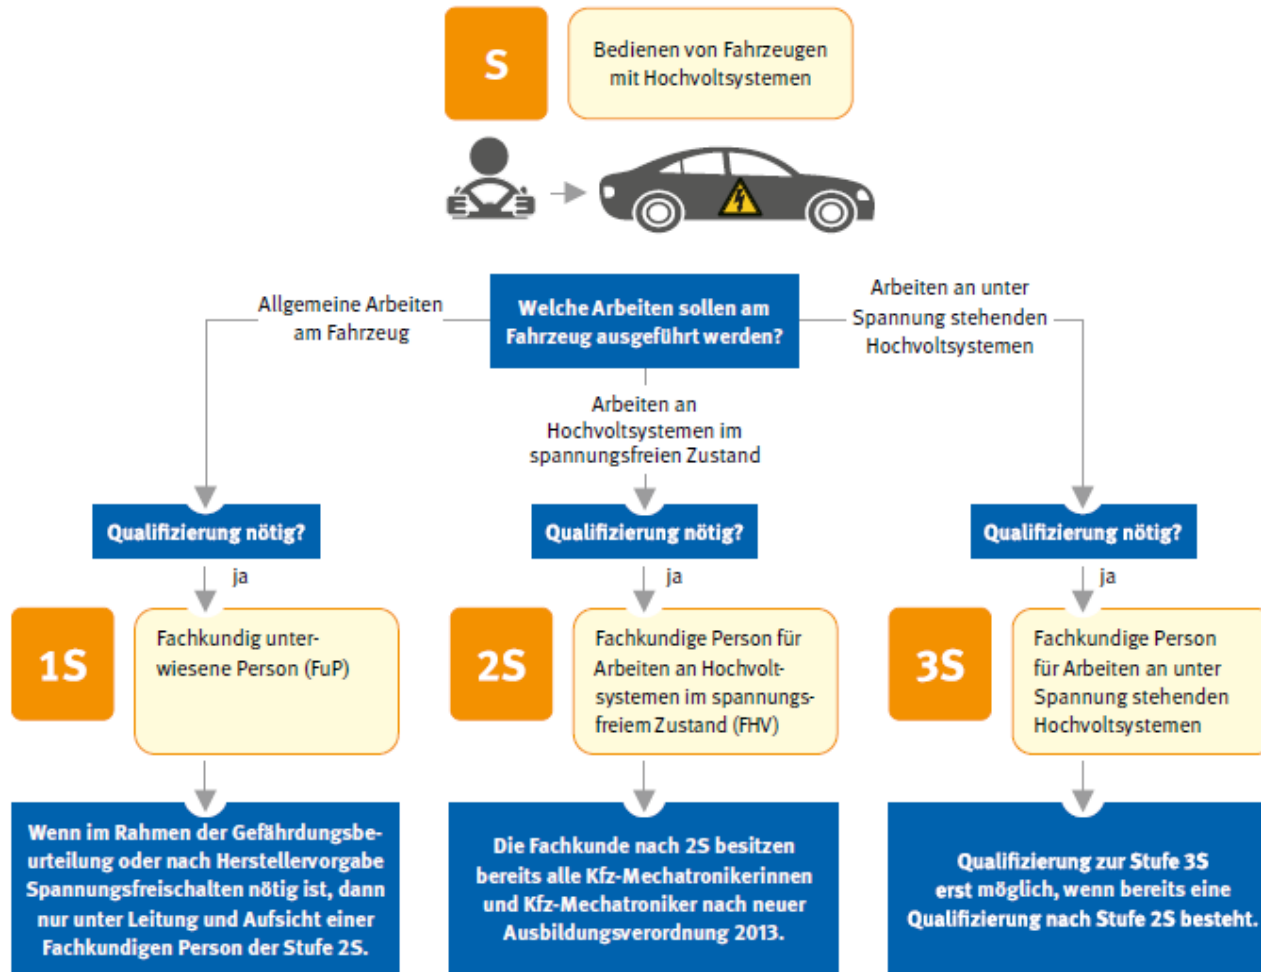 S
Bedienen von Fahrzeugen
mit Hochvoltsystemen
Allgemeine Arbeiten
am Fahrzeug
Welche Arbeiten sollen am
Fahrzeug ausgeführt werden?
Arbeiten an unter
Spannung stehenden
Hochvoltsystemen
Arbeiten an
Hochvoltsystemen im
spannungsfreien Zustand
Qualifizierung nötig?
Qualifizierung nötig?
Qualifizierung nötig?
ja
ja
ja
1S
Fachkundig unter-
wiesene Person (FuP)
2S
Fachkundige Person für
Arbeiten an Hochvolt-
systemen im spannungs-
freiem Zustand (FHV)
3S
Fachkundige Person
für Arbeiten an unter
Spannung stehenden
Hochvoltsystemen
Wenn im Rahmen der Gefährdungsbe-
urteilung oder nach Herstellervorgabe
Spannungsfreischalten nötig ist, dann
nur unter Leitung und Aufsicht einer
Fachkundigen Person der Stufe 2S.
Die Fachkunde nach 2S besitzen
bereits alle Kfz-Mechatronikerinnen
und Kfz-Mechatroniker nach neuer
Ausbildungsverordnung 2013.
Qualifizierung zur Stufe 3S
erst möglich, wenn bereits eine
Qualifizierung nach Stufe 2S besteht.